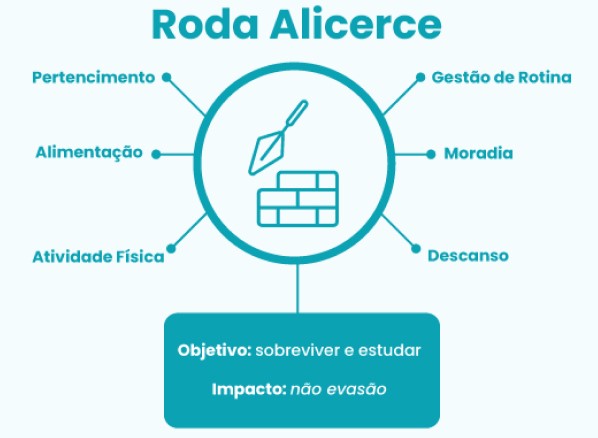 Roda Alicerce
Pertencimento
Gestão de Rotina
Alimentação
Moradia
Atividade Física
Descanso
Objetivo: sobreviver e estudar
Impacto: não evasão